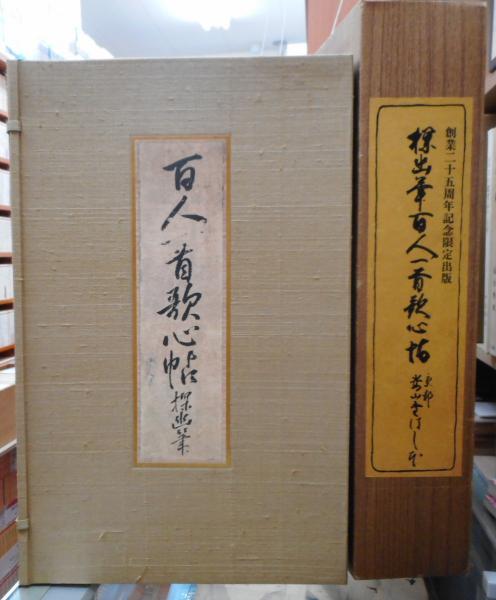 百人一首歌心帖 探幽筆
創業二十五周年記念限定出版
探幽筆百人一首歌心帖
京都